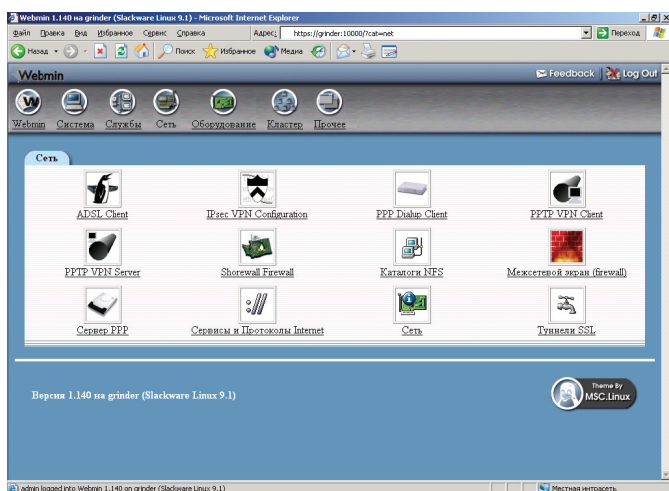 Webmin 1.140 на grinder (Slackware Linux 9.1) - Microsoft Internet Explorer
Файл Правка Вид Избранное Сервис Справка Адрес: https://grinder:10000/?cat=net Переход
Назад Поиск Избранное Медиа
Webmin Feedback | Log Out
Webmin Система Службы Сеть Оборудование Кластер Прочее
Сеть
ADSL Client IPsec VPN Configuration PPP Dialup Client PPTP VPN Client
PPTP VPN Server Shorewall Firewall Каталоги NFS Межсетевой экран (firewall)
://
Сервер PPP Сервисы и Протоколы Internet Сеть Туннели SSL
Версия 1.140 на grinder (Slackware Linux 9.1)
Theme By
MSC.Linux
admin logged into Webmin 1.140 on grinder (Slackware Linux 9.1) Местная интрасеть